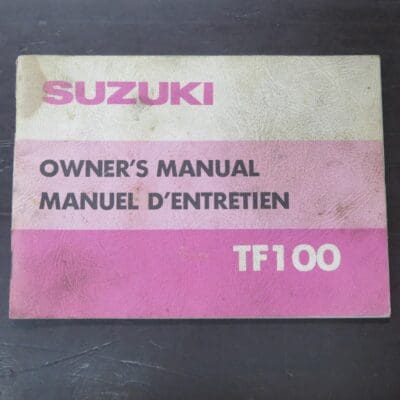 SUZUKI
OWNER'S MANUAL
MANUEL D'ENTRETIEN
TF100